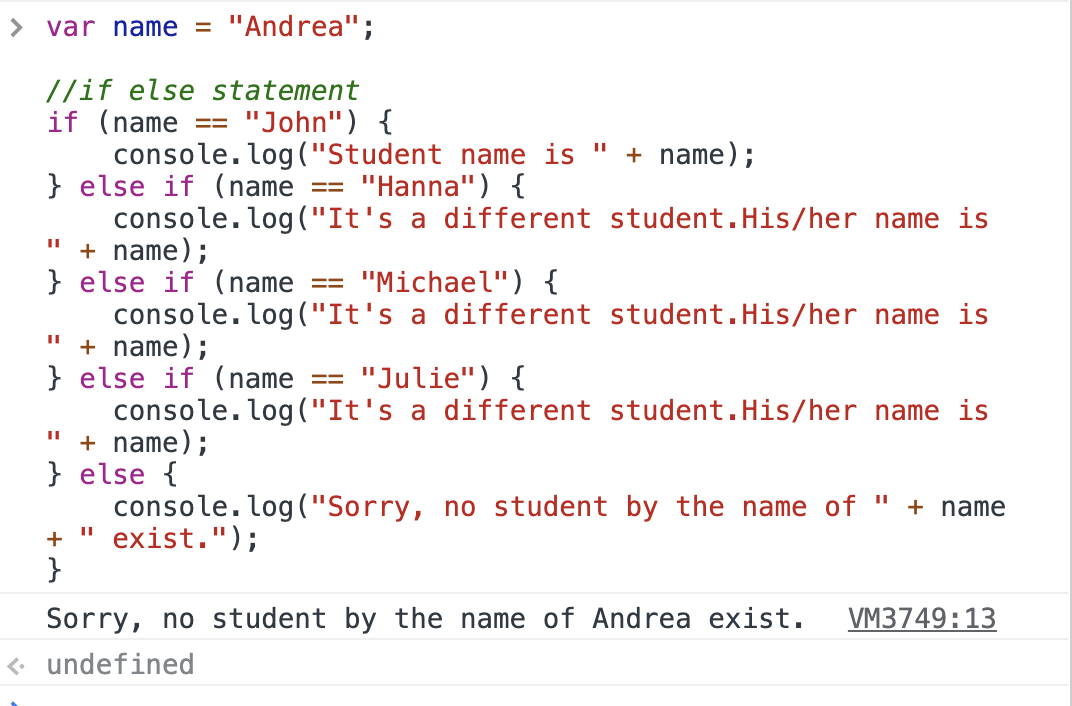 var name = "Andrea";
//if else statement
if (name == "John") {
    console.log("Student name is " + name);
} else if (name == "Hanna") {
    console.log("It's a different student.His/her name is
" + name);
} else if (name == "Michael") {
    console.log("It's a different student.His/her name is
" + name);
} else if (name == "Julie") {
    console.log("It's a different student.His/her name is
" + name);
} else {
    console.log("Sorry, no student by the name of " + name
+ " exist.");
}
Sorry, no student by the name of Andrea exist. VM3749:13
undefined